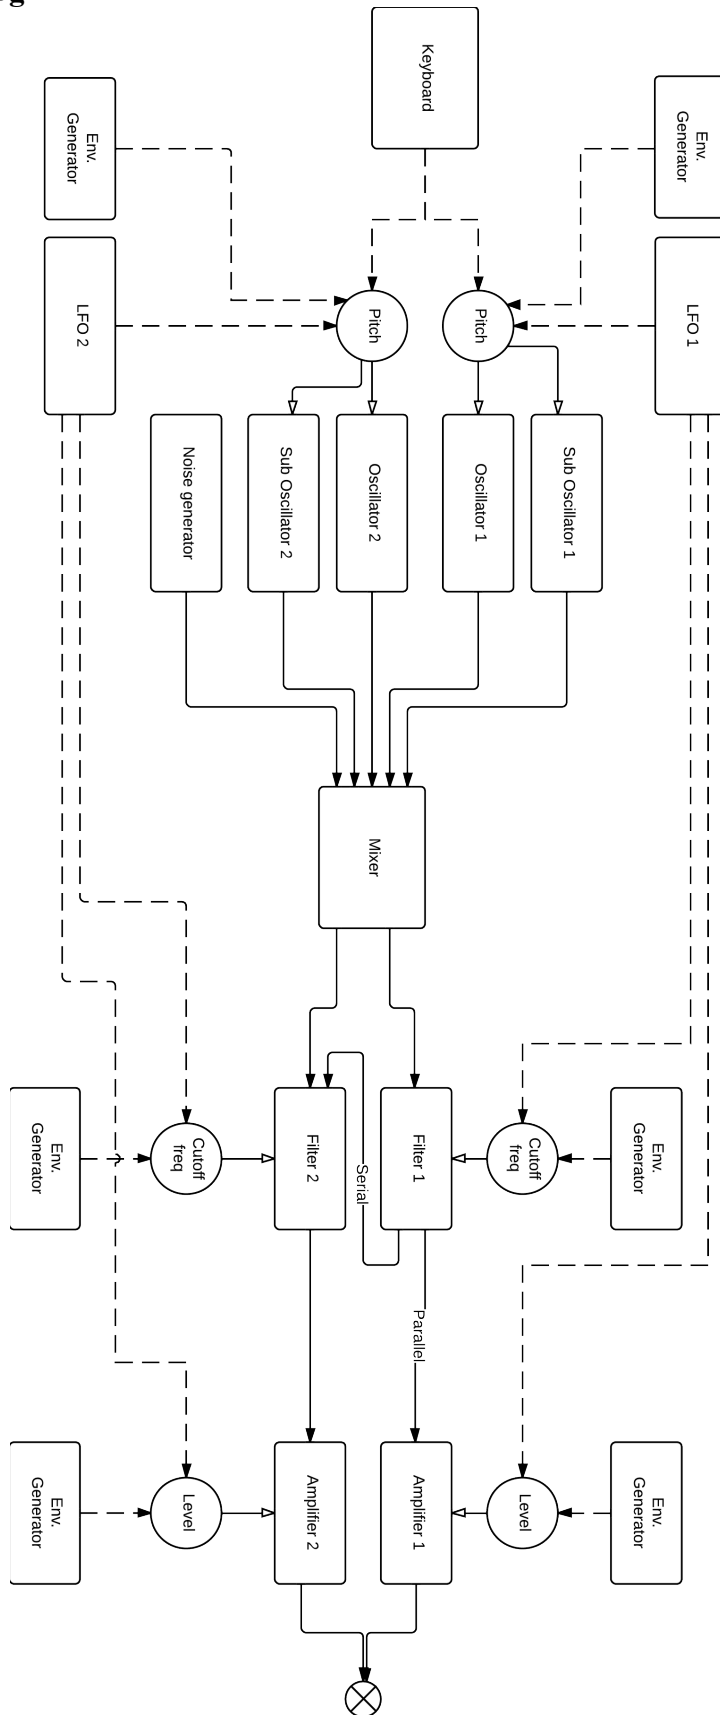 Env.
Generator
LFO 1
Keyboard
Pitch
Pitch
Env.
Generator
LFO 2
Sub Oscillator 1
Oscillator 1
Oscillator 2
Sub Oscillator 2
Noise generator
Mixer
Env.
Generator
Cutoff
freq
Filter 1
Serial
Filter 2
Cutoff
freq
Env.
Generator
Parallel
Env.
Generator
Level
Amplifier 1
Amplifier 2
Level
Env.
Generator